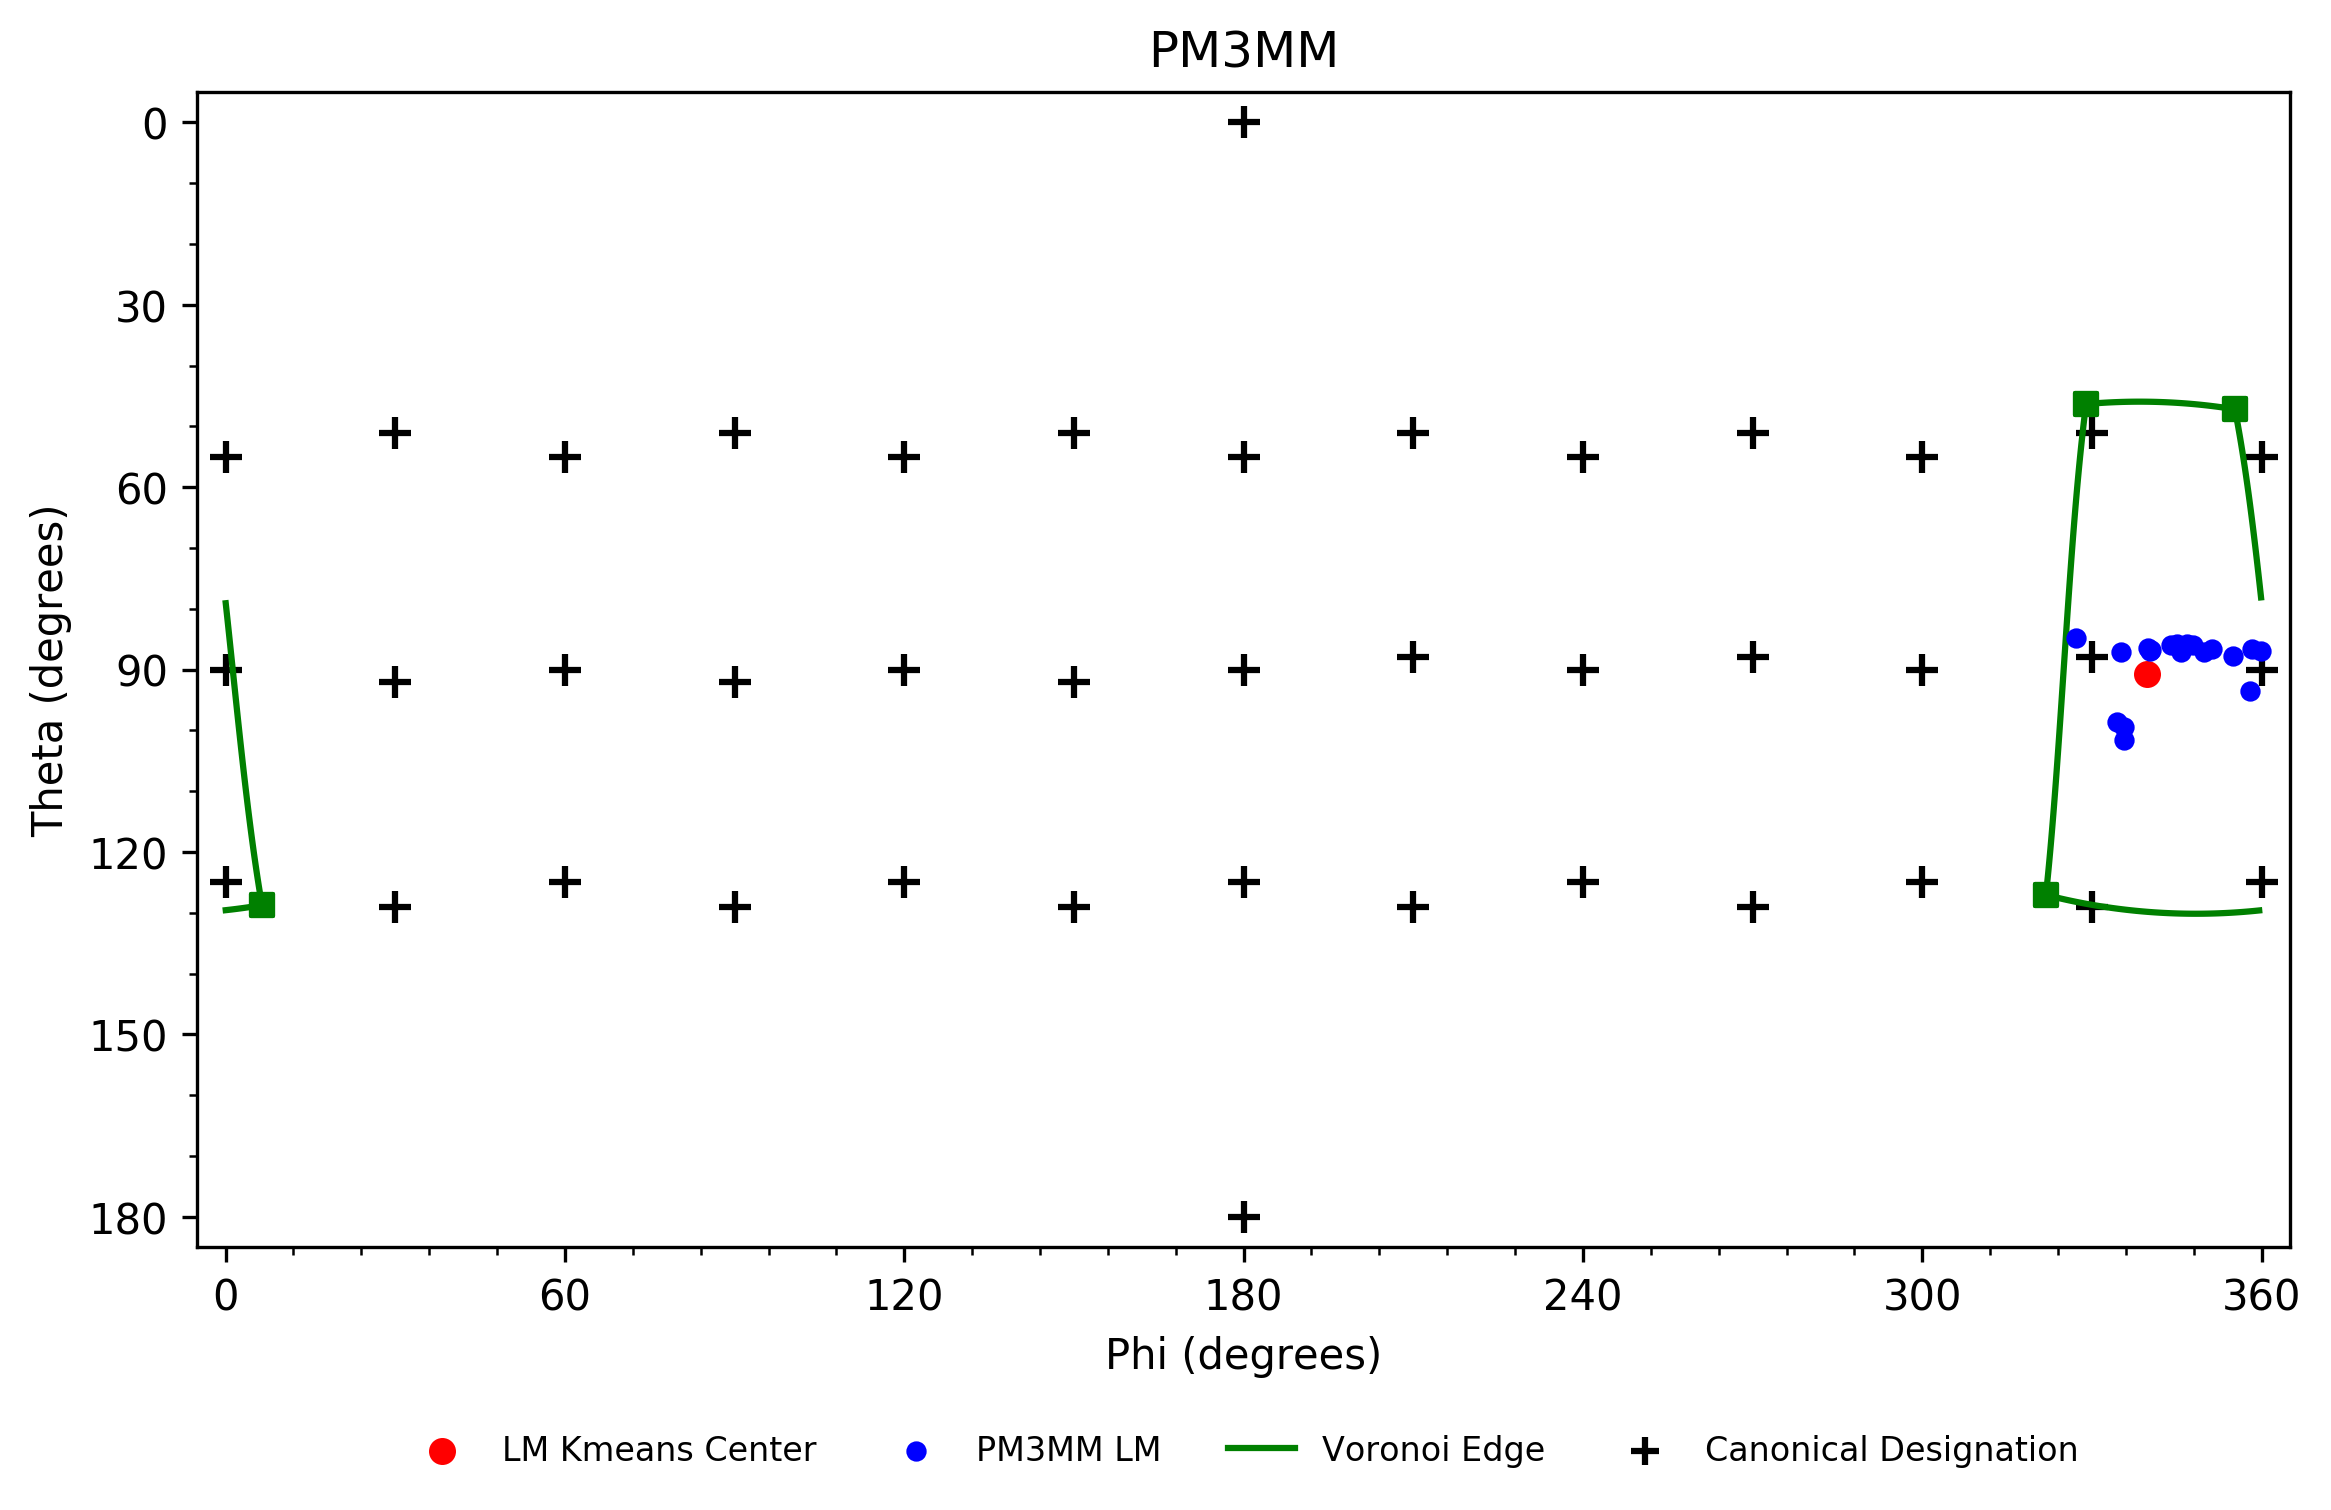 PM3MM
0
30
60
90
120
150
180
Theta (degrees)
0 60 120 180 240 300 360
Phi (degrees)
LM Kmeans Center PM3MM LM Voronoi Edge Canonical Designation